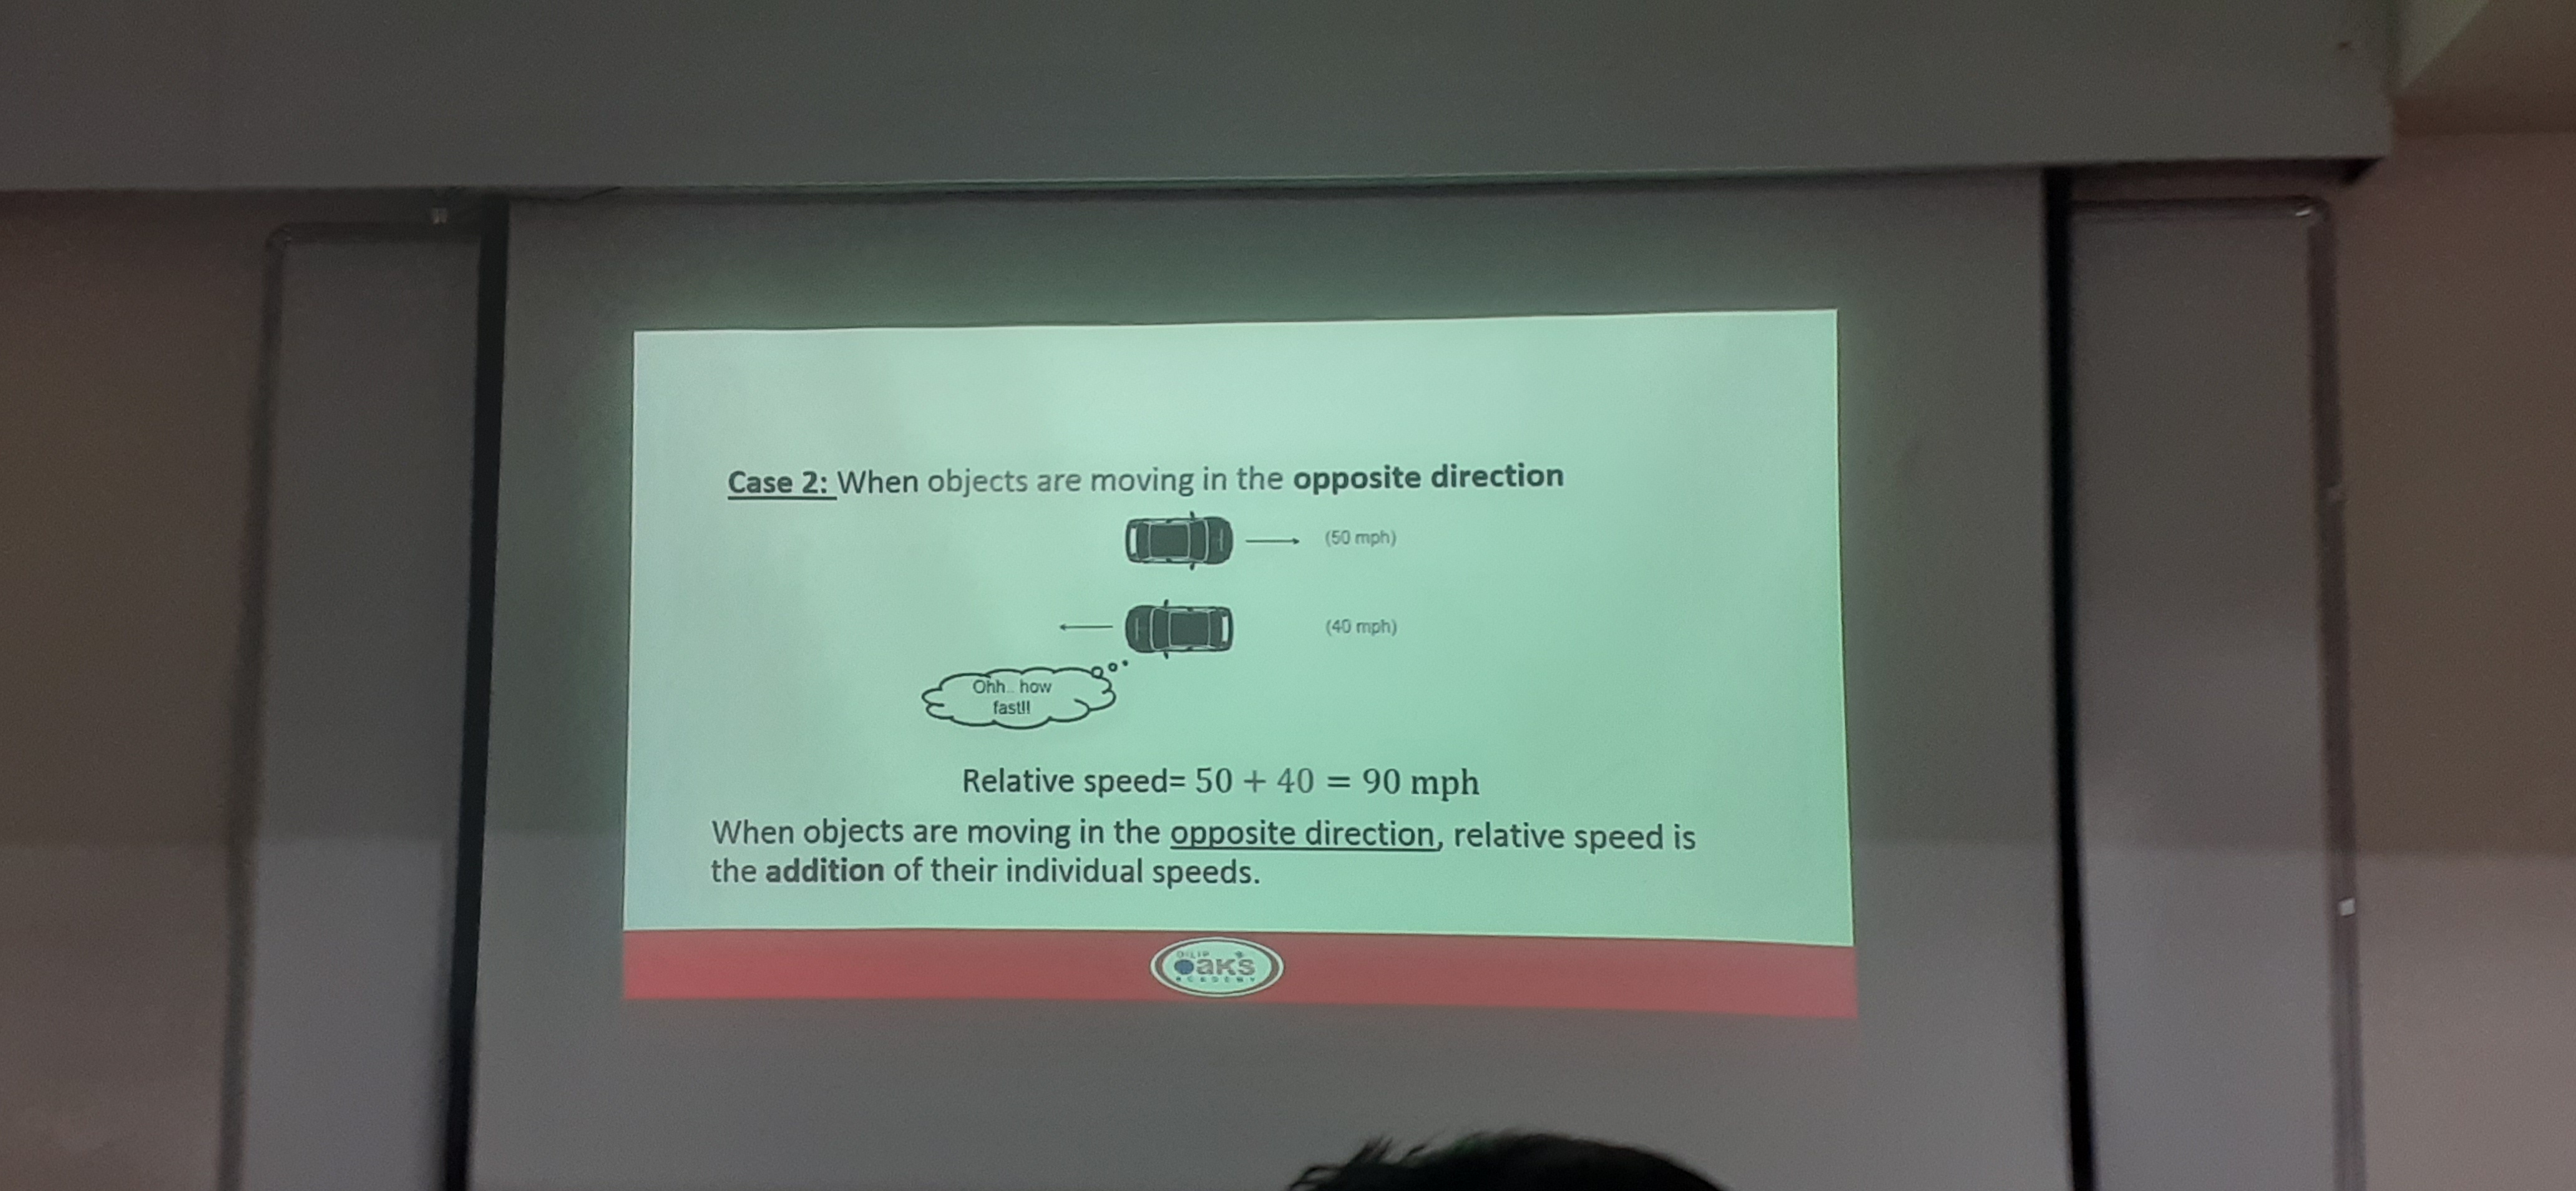 Case 2: When objects are moving in the opposite direction
(50 mph)
(40 mph)
Ohh.. how
fast!!
Relative speed= 50 + 40 = 90 mph
When objects are moving in the opposite direction, relative speed is
the addition of their individual speeds.
DILIP
OaKs
ACADEMY